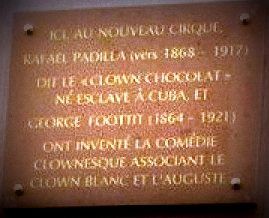 ICI, AU NOUVEAU CIRQUE,
RAFAEL PADILLA (vers 1868 - 1917)
DIT LE « CLOWN CHOCOLAT »
NÉ ESCLAVE À CUBA, ET
GEORGE FOOTTIT (1864 - 1921)
ONT INVENTÉ LA COMÉDIE
CLOWNESQUE ASSOCIANT LE
CLOWN BLANC ET L'AUGUSTE